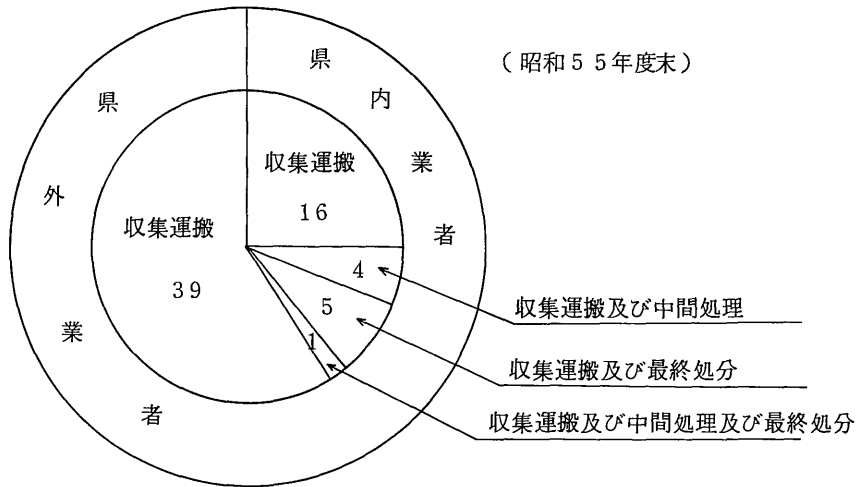 (昭和55年度末)
県内業者
収集運搬
16
4
収集運搬及び中間処理
5
収集運搬及び最終処分
1
収集運搬及び中間処理及び最終処分
県外業者
収集運搬
39